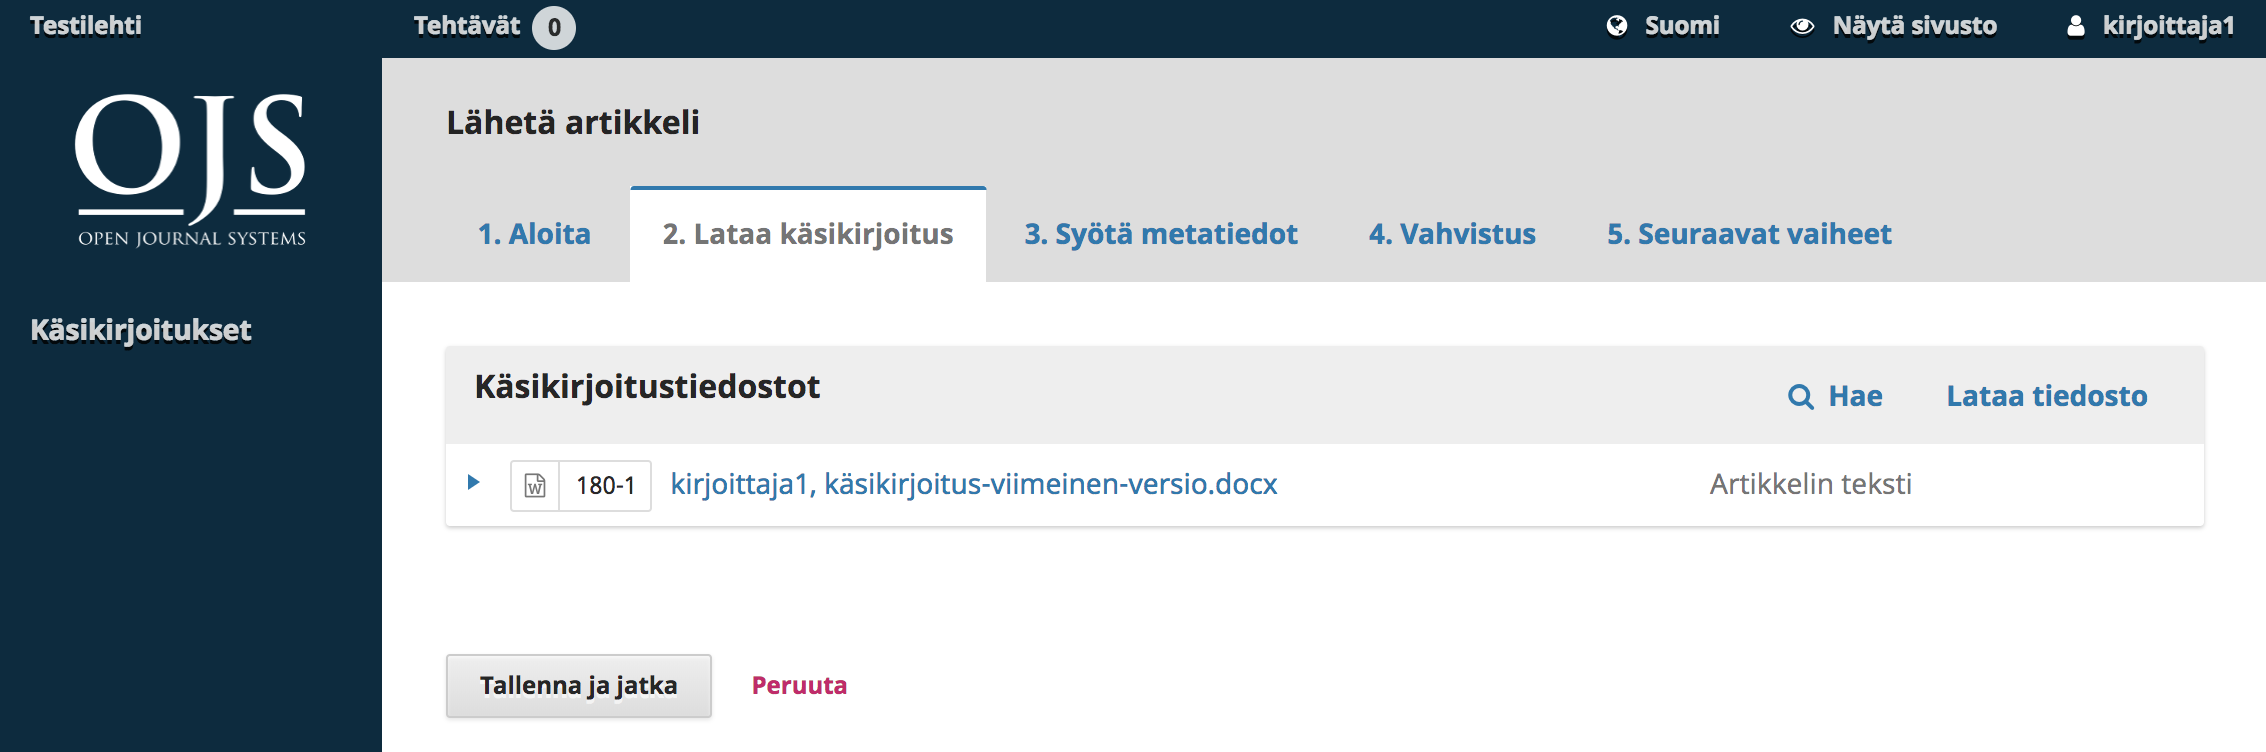 Testilehti
Tehtävät 0
Suomi
Näytä sivusto
kirjoittaja1
OJS
OPEN JOURNAL SYSTEMS
Käsikirjoitukset
Lähetä artikkeli
1. Aloita
2. Lataa käsikirjoitus
3. Syötä metatiedot
4. Vahvistus
5. Seuraavat vaiheet
Käsikirjoitustiedostot
Hae
Lataa tiedosto
W 180-1 kirjoittaja1, käsikirjoitus-viimeinen-versio.docx
Artikkelin teksti
Tallenna ja jatka
Peruuta